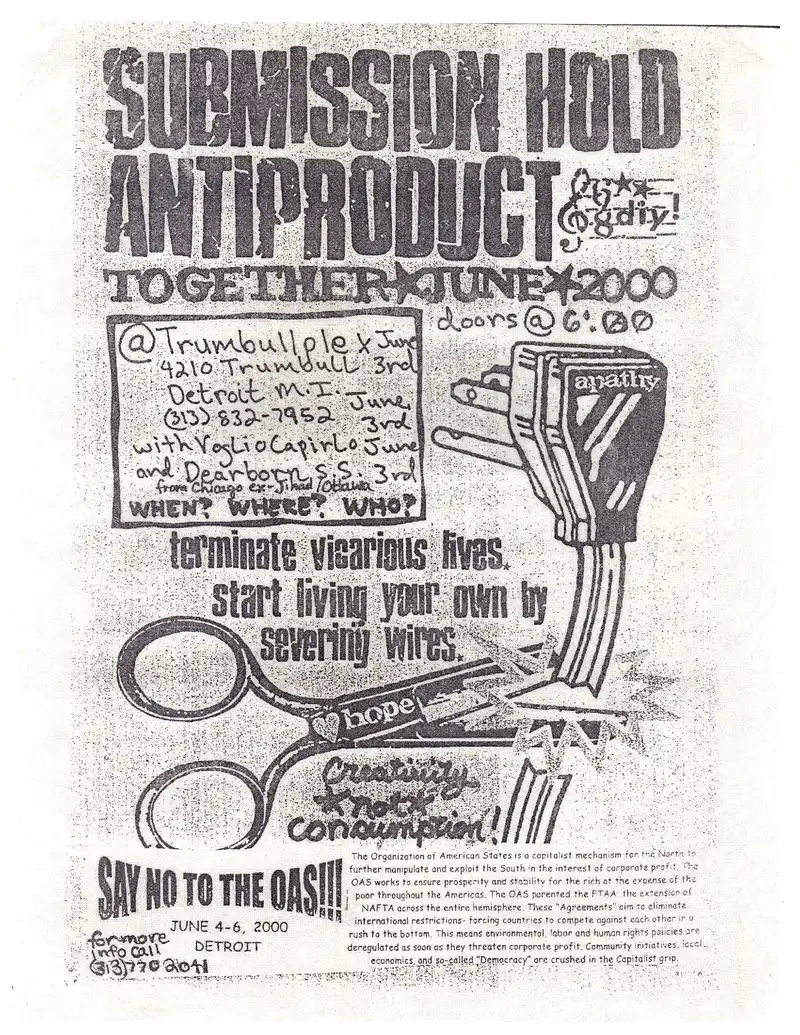 SUBMISSION HOLD
ANTIPRODUCT
& diy!
TOGETHER★JUNE★2000
doors @ 6:00
@ Trumbullplex June
4210 Trumbull 3rd
Detroit M.I. June
(313) 832-7952 3rd
with Voglio Capirlo June
and Dearborn S.S. 3rd
from Chicago ex-Jihad/Ottawa
WHEN? WHERE? WHO?
apathy
terminate vicarious lives.
start living your own by
severing wires.
hope
Creativity
★not★
consumption!
SAY NO TO THE OAS!!!
JUNE 4-6, 2000
DETROIT
for more
info call
(313)770 2041
The Organization of American States is a capitalist mechanism for the North to
further manipulate and exploit the South in the interest of corporate profit. The
OAS works to ensure prosperity and stability for the rich at the expense of the
poor throughout the Americas. The OAS parented the FTAA the extension of
NAFTA across the entire hemisphere. These "Agreements" aim to eliminate
international restrictions- forcing countries to compete against each other in a
rush to the bottom. This means environmental, labor and human rights policies are
deregulated as soon as they threaten corporate profit. Community initiatives, local
economics, and so-called "Democracy" are crushed in the Capitalist grip.